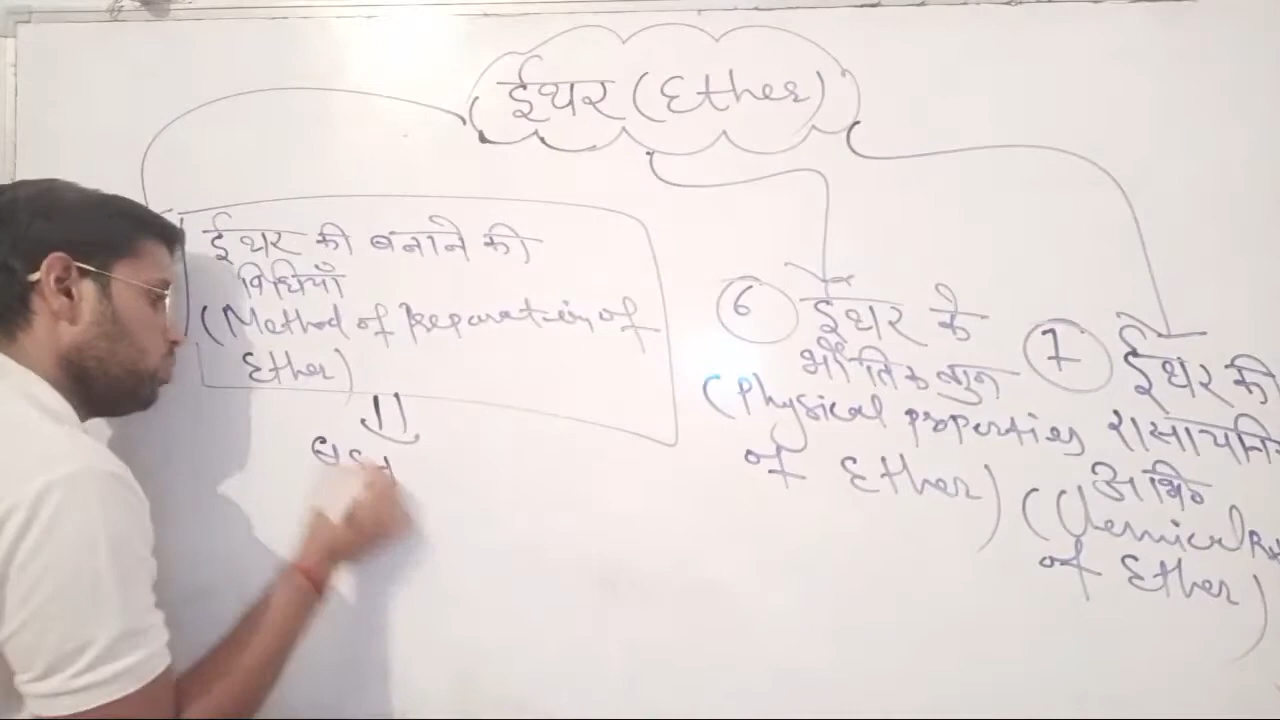 ईथर (Ether)
ईथर की बनाने की
विधियाँ
(Method of Preparation of
Ether)
6
ईथर के
भौतिक गुन
(Physical properties
of Ether)
7
ईथर की
रासायनि
अभि०
(Chemical Rx
of Ether)